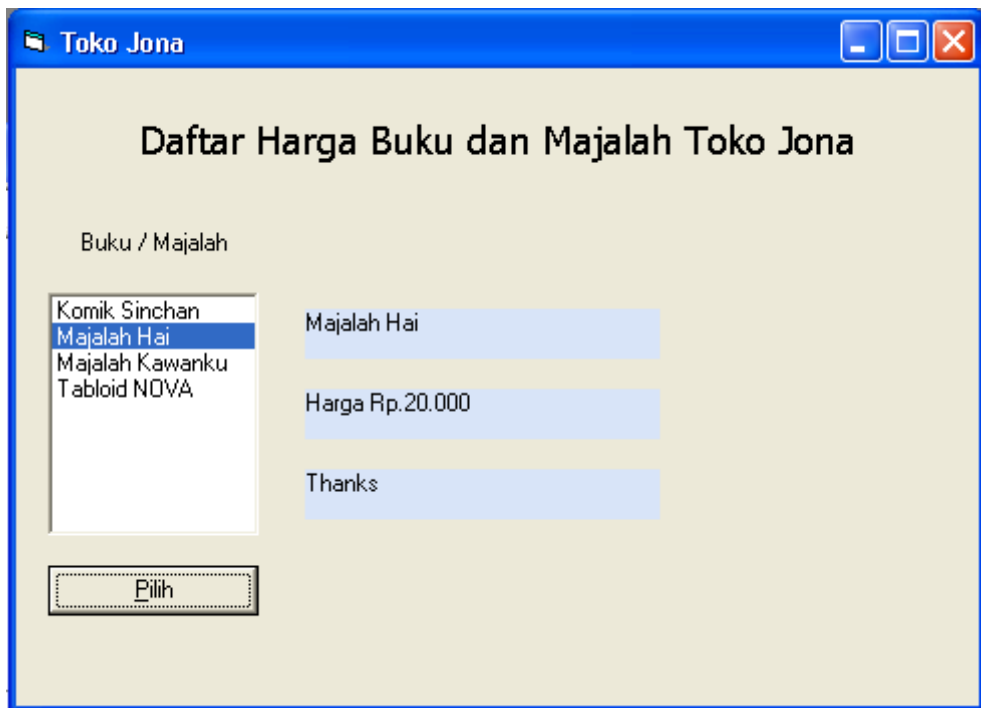 Toko Jona
Daftar Harga Buku dan Majalah Toko Jona
Buku / Majalah
Komik Sinchan
Majalah Hai
Majalah Kawanku
Tabloid NOVA
Majalah Hai
Harga Rp.20.000
Thanks
Pilih